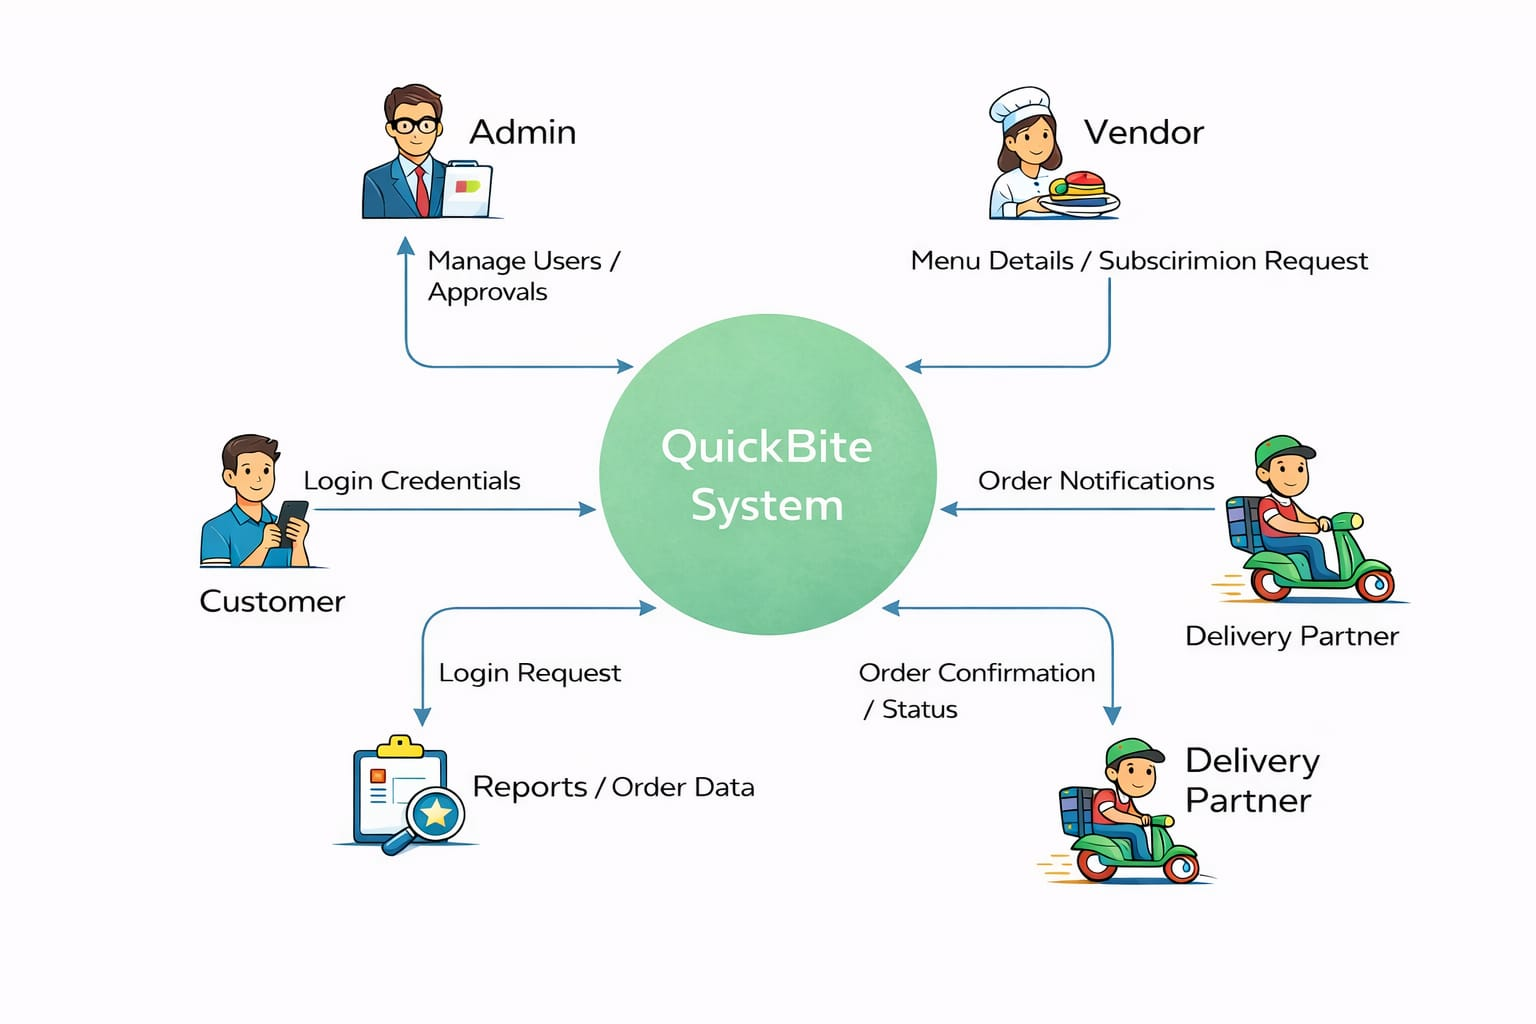 Admin
Vendor
Manage Users /
Approvals
Menu Details / Subscirimion Request
QuickBite
System
Login Credentials
Order Notifications
Customer
Delivery Partner
Login Request
Order Confirmation
/ Status
Reports / Order Data
Delivery
Partner